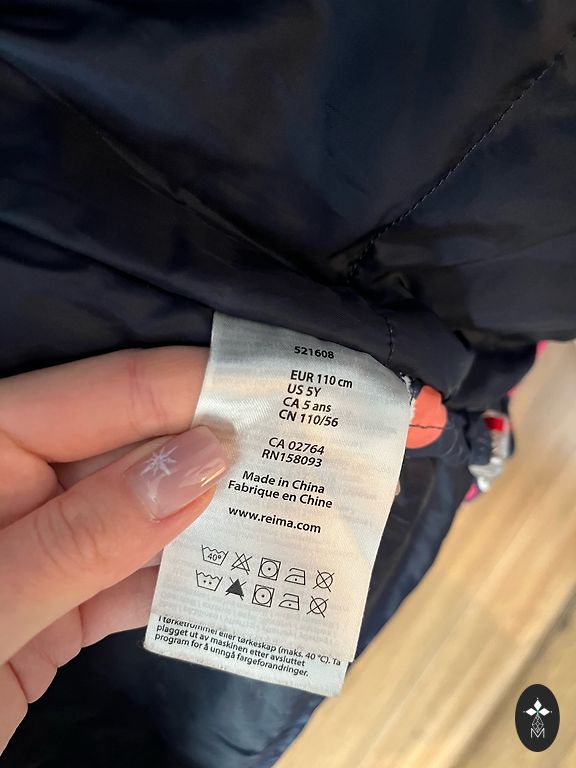 521608
EUR 110 cm
US 5Y
CA 5 ans
CN 110/56
CA 02764
RN158093
Made in China
Fabrique en Chine
www.reima.com
40°
I tørketrommel eller tørkeskap (maks. 40 °C). Ta
plagget ut av maskinen etter avsluttet
program for å unngå fargeforandringer.
M